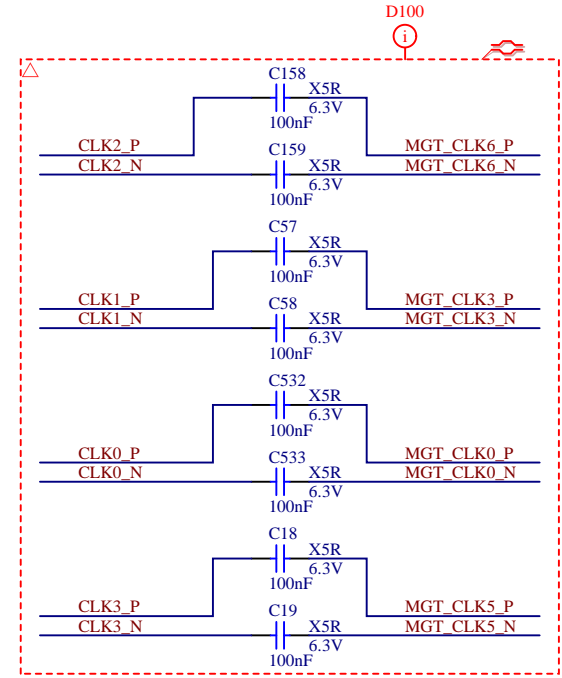 D100
i
C158
X5R
6.3V
100nF
CLK2_P
MGT_CLK6_P
C159
CLK2_N
X5R
MGT_CLK6_N
6.3V
100nF
C57
X5R
6.3V
100nF
CLK1_P
MGT_CLK3_P
C58
CLK1_N
X5R
MGT_CLK3_N
6.3V
100nF
C532
X5R
6.3V
100nF
CLK0_P
MGT_CLK0_P
C533
CLK0_N
X5R
MGT_CLK0_N
6.3V
100nF
C18
X5R
6.3V
100nF
CLK3_P
MGT_CLK5_P
C19
CLK3_N
X5R
MGT_CLK5_N
6.3V
100nF